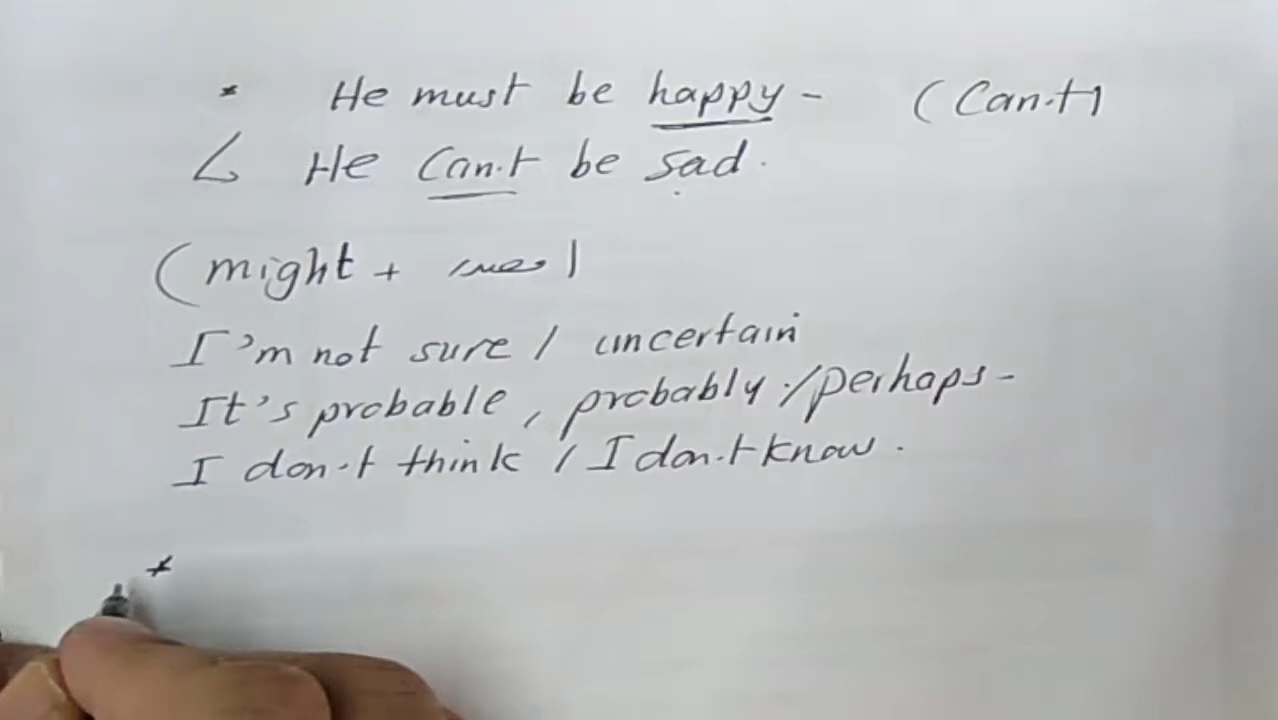 * He must be happy - (Can't)
↳ He Can't be sad.
(might + مصدر)
I'm not sure / uncertain
It's probable, probably / perhaps -
I don't think / I don't know.
*